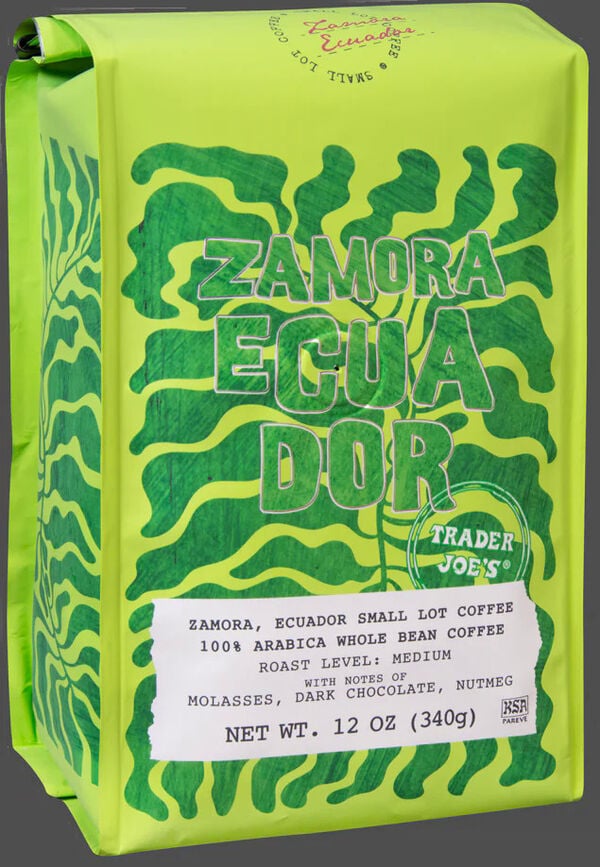 SMALL LOT COFFEE
Zamora
Ecuador
ZAMORA
ECUA
DOR
TRADER
JOE'S®
ZAMORA, ECUADOR SMALL LOT COFFEE
100% ARABICA WHOLE BEAN COFFEE
ROAST LEVEL: MEDIUM
WITH NOTES OF
MOLASSES, DARK CHOCOLATE, NUTMEG
NET WT. 12 OZ (340g)
KSA
PAREVE